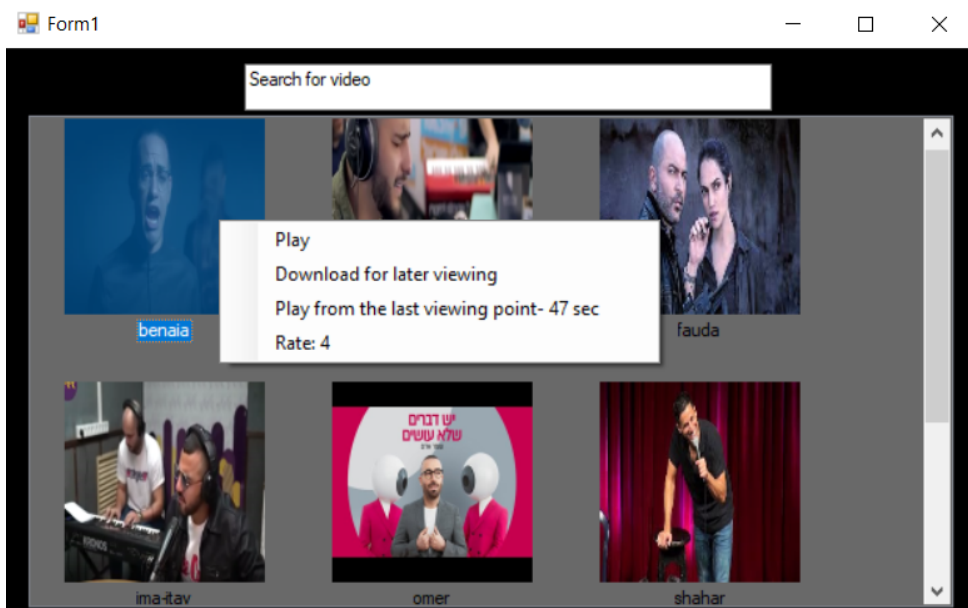 Form1
Search for video
Play
Download for later viewing
Play from the last viewing point- 47 sec
Rate: 4
benaia
fauda
יש דברים
שלא עושים
ima-itav
omer
shahar